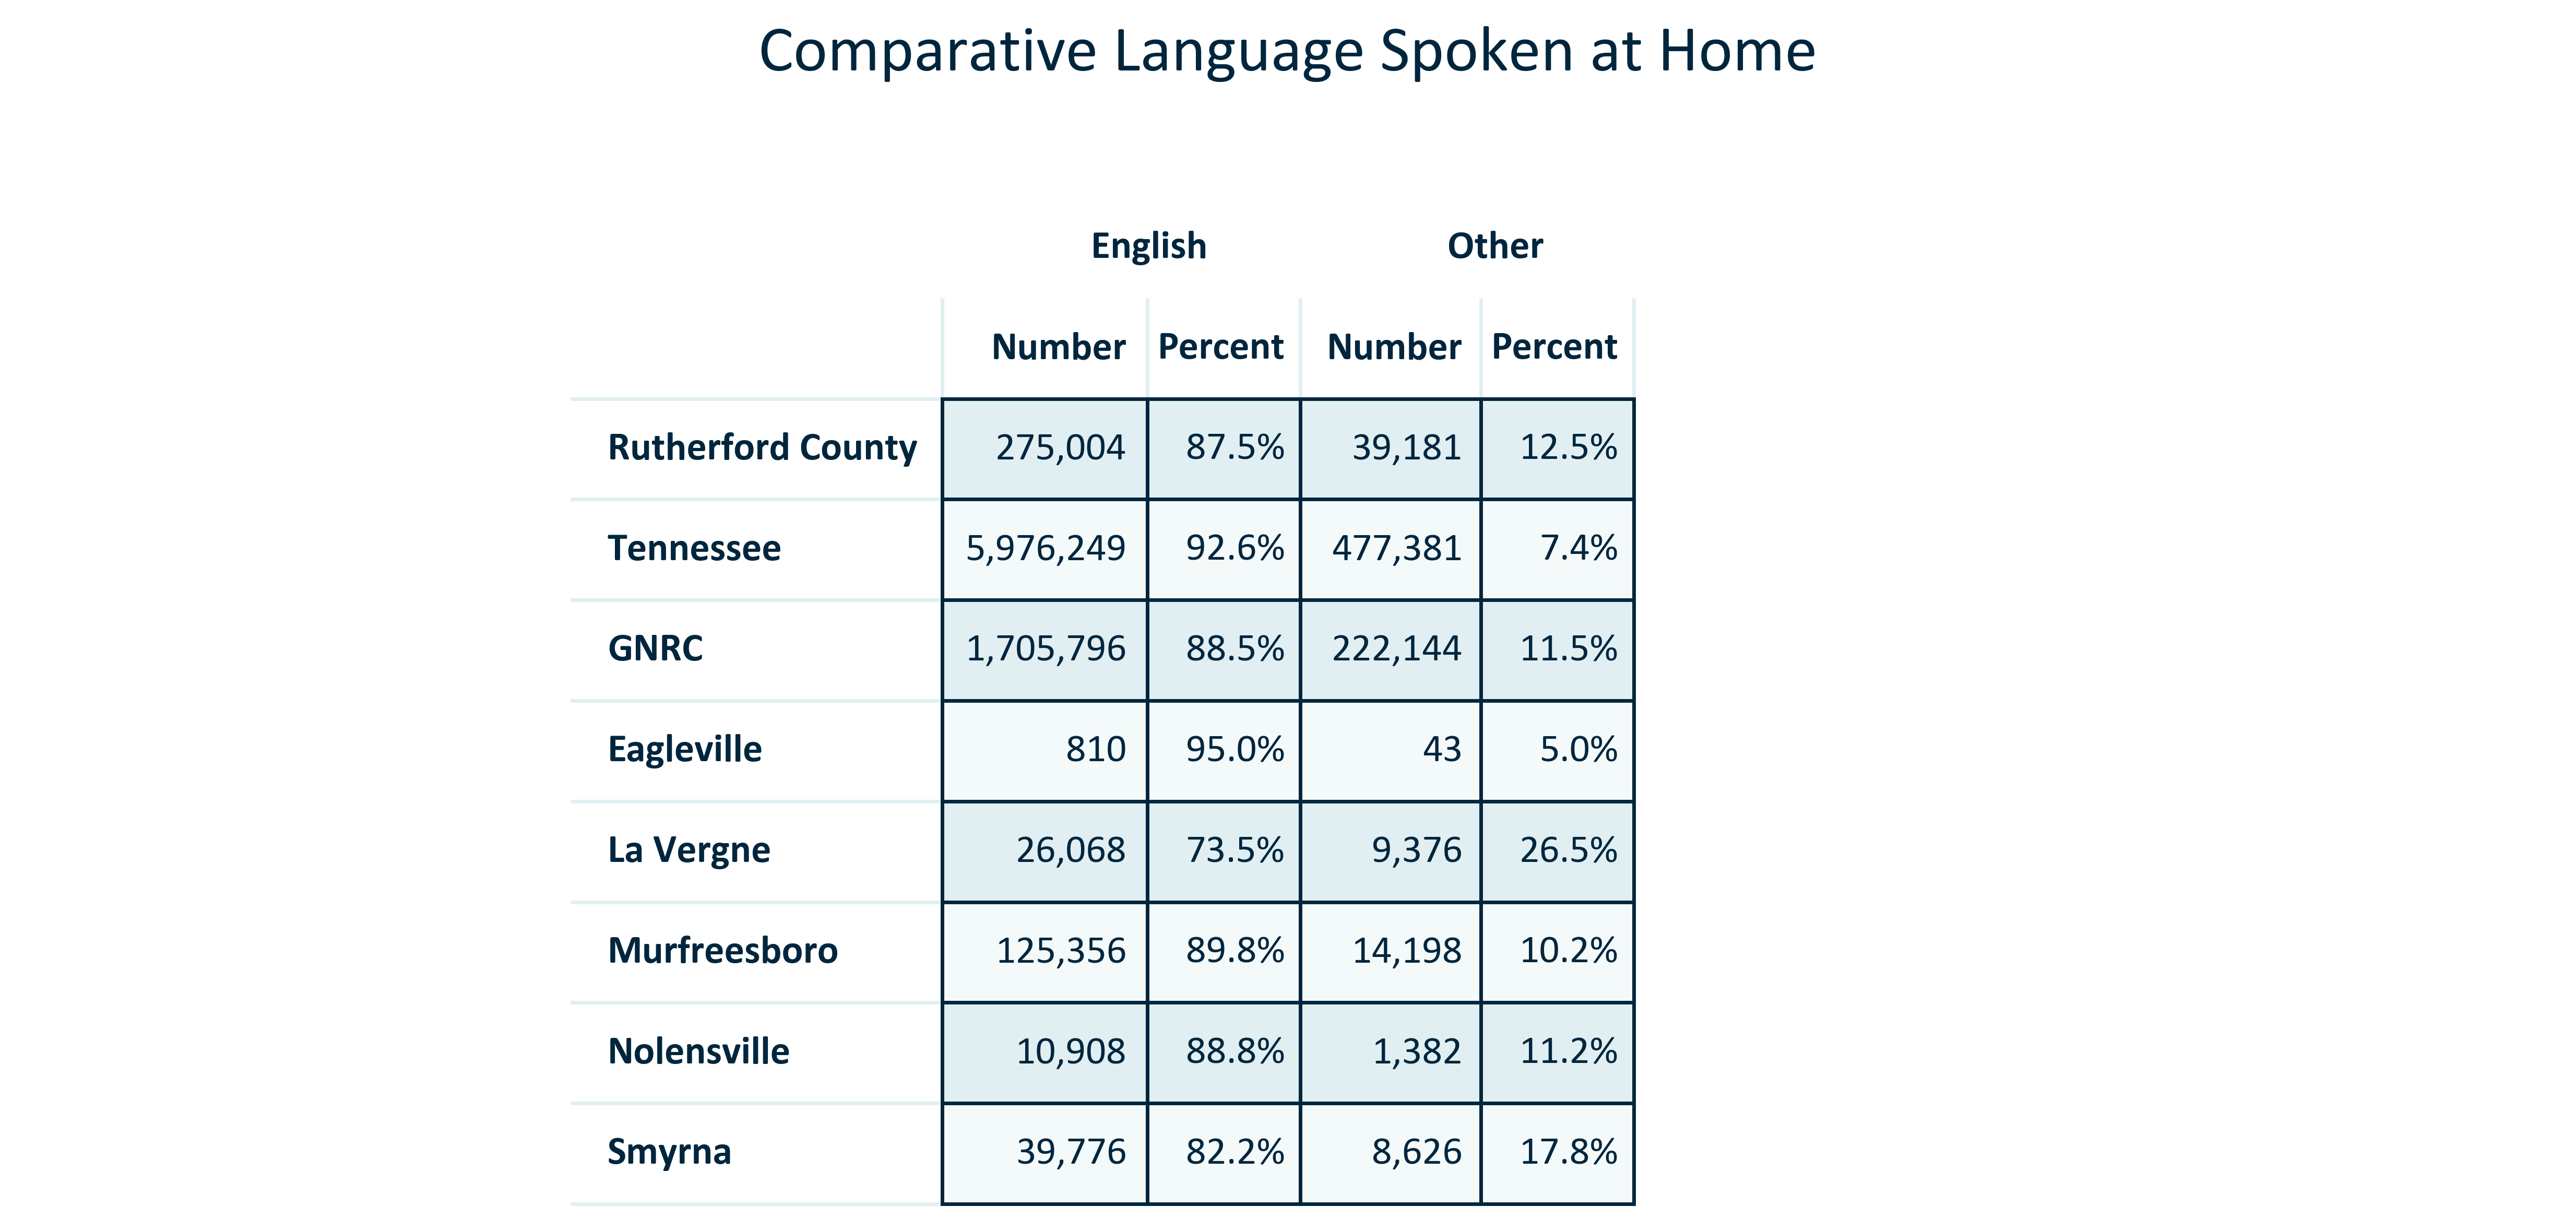 Comparative Language Spoken at Home
English Other
Number Percent Number Percent
Rutherford County 275,004 87.5% 39,181 12.5%
Tennessee 5,976,249 92.6% 477,381 7.4%
GNRC 1,705,796 88.5% 222,144 11.5%
Eagleville 810 95.0% 43 5.0%
La Vergne 26,068 73.5% 9,376 26.5%
Murfreesboro 125,356 89.8% 14,198 10.2%
Nolensville 10,908 88.8% 1,382 11.2%
Smyrna 39,776 82.2% 8,626 17.8%